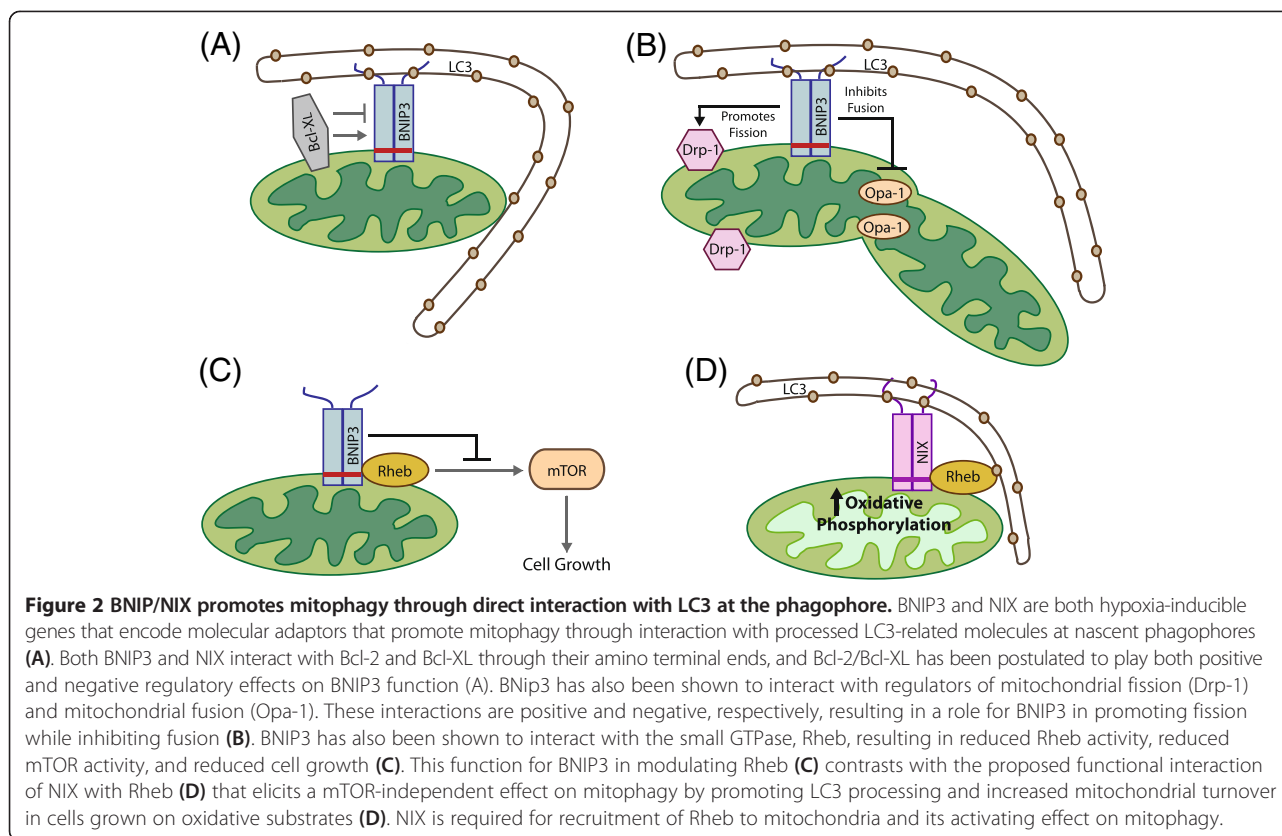 (A)
LC3
Bcl-XL
BNIP3
(B)
LC3
Promotes
Fission
BNIP3
Inhibits
Fusion
Drp-1
Opa-1
Opa-1
Drp-1
(C)
BNIP3
Rheb
mTOR
Cell Growth
(D)
LC3
NIX
Rheb
Oxidative
Phosphorylation
Figure 2 BNIP/NIX promotes mitophagy through direct interaction with LC3 at the phagophore. BNIP3 and NIX are both hypoxia-inducible
genes that encode molecular adaptors that promote mitophagy through interaction with processed LC3-related molecules at nascent phagophores
(A). Both BNIP3 and NIX interact with Bcl-2 and Bcl-XL through their amino terminal ends, and Bcl-2/Bcl-XL has been postulated to play both positive
and negative regulatory effects on BNIP3 function (A). BNip3 has also been shown to interact with regulators of mitochondrial fission (Drp-1)
and mitochondrial fusion (Opa-1). These interactions are positive and negative, respectively, resulting in a role for BNIP3 in promoting fission
while inhibiting fusion (B). BNIP3 has also been shown to interact with the small GTPase, Rheb, resulting in reduced Rheb activity, reduced
mTOR activity, and reduced cell growth (C). This function for BNIP3 in modulating Rheb (C) contrasts with the proposed functional interaction
of NIX with Rheb (D) that elicits a mTOR-independent effect on mitophagy by promoting LC3 processing and increased mitochondrial turnover
in cells grown on oxidative substrates (D). NIX is required for recruitment of Rheb to mitochondria and its activating effect on mitophagy.